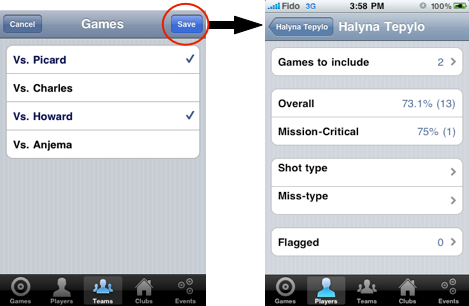 Cancel Games Save
Vs. Picard
Vs. Charles
Vs. Howard
Vs. Anjema
Games Players Teams Clubs Events
Fido 3G 3:58 PM 100%
Halyna Tepylo Halyna Tepylo
Games to include 2
Overall 73.1% (13)
Mission-Critical 75% (1)
Shot type
Miss-type
Flagged 0
Games Players Teams Clubs Events